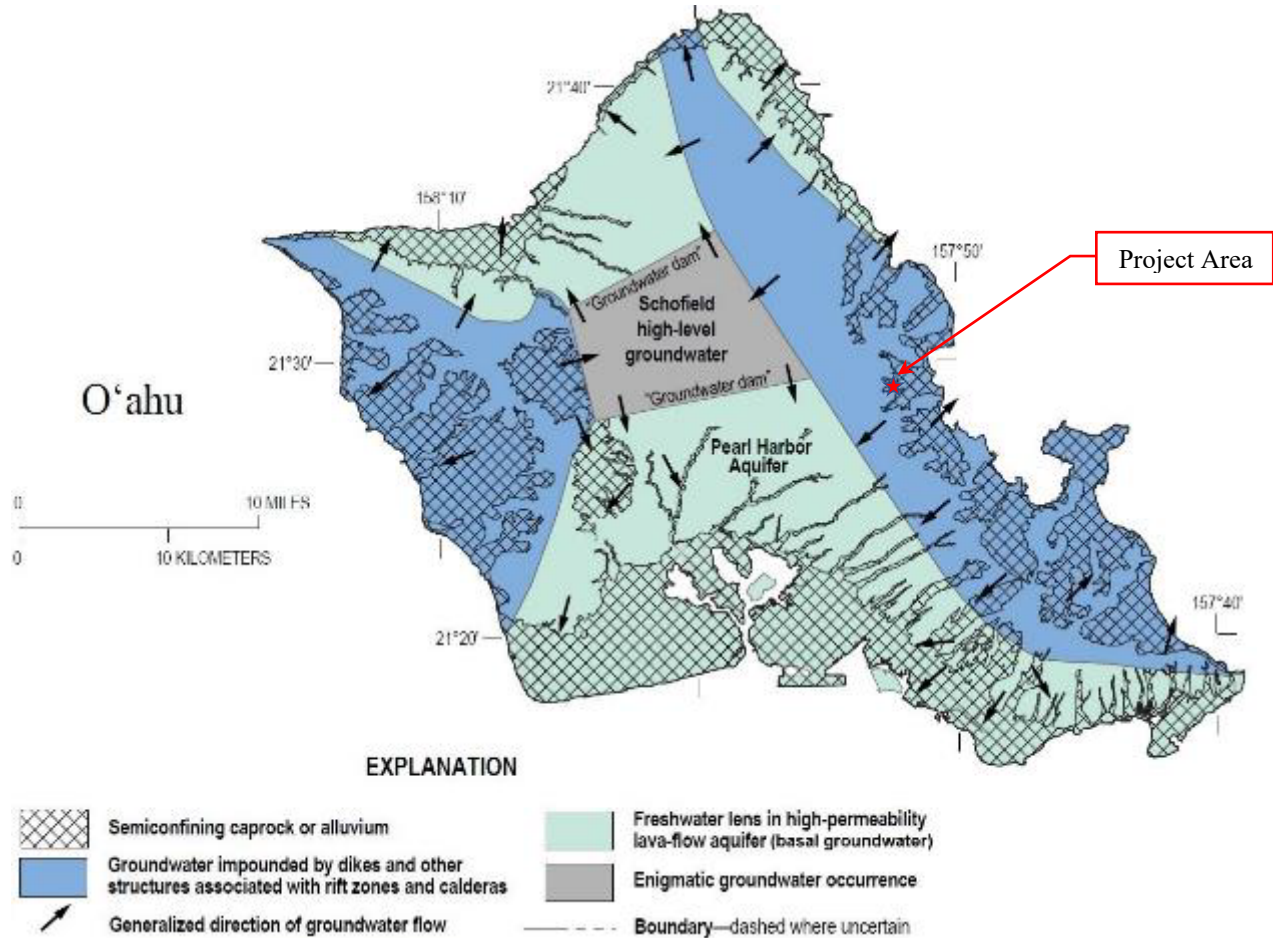 21°40'
158°10'
157°50'
Project Area
"Groundwater dam"
Schofield
high-level
groundwater
21°30'
"Groundwater dam"
O‘ahu
Pearl Harbor
Aquifer
0
10 MILES
0
10 KILOMETERS
157°40'
21°20'
EXPLANATION
Semiconfining caprock or alluvium
Groundwater impounded by dikes and other
structures associated with rift zones and calderas
Generalized direction of groundwater flow
Freshwater lens in high-permeability
lava-flow aquifer (basal groundwater)
Enigmatic groundwater occurrence
Boundary—dashed where uncertain